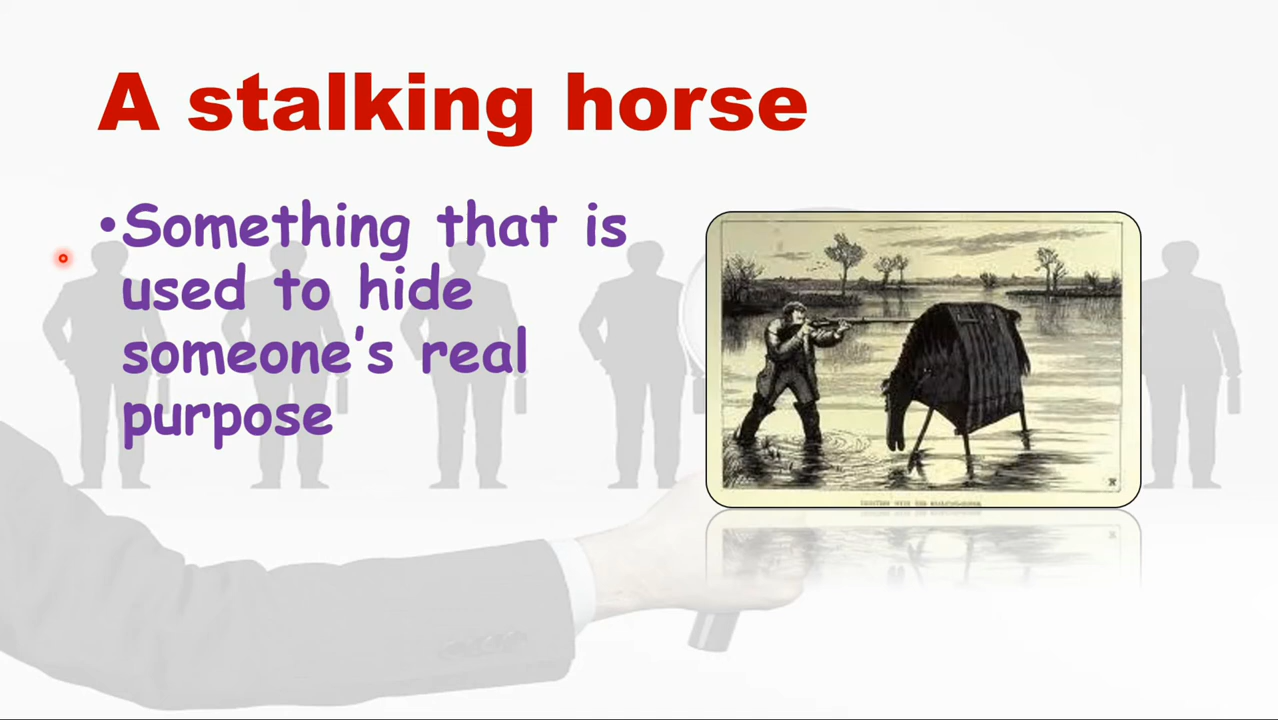 A stalking horse
•Something that is
used to hide
someone's real
purpose